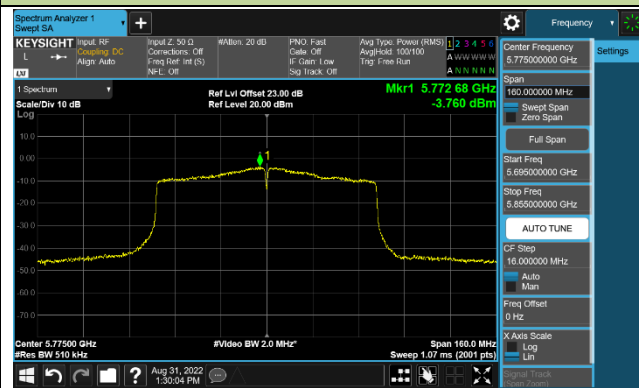 Spectrum Analyzer 1
Swept SA
+
Frequency
KEYSIGHT
L
LXI
Input: RF
Coupling: DC
Align: Auto
Input Z: 50 Ω
Corrections: Off
Freq Ref: Int (S)
NFE: Off
#Atten: 20 dB
PNO: Fast
Gate: Off
IF Gain: Low
Sig Track: Off
Avg Type: Power (RMS)
Avg|Hold: 100/100
Trig: Free Run
1 2 3 4 5 6
A W W W W W
A N N N N N
1 Spectrum
Scale/Div 10 dB
Log
Ref Lvl Offset 23.00 dB
Ref Level 20.00 dBm
Mkr1 5.772 68 GHz
-3.760 dBm
10.0
0.00
-10.0
-20.0
-30.0
-40.0
-50.0
-60.0
-70.0
1
Center 5.77500 GHz
#Res BW 510 kHz
#Video BW 2.0 MHz*
Span 160.0 MHz
Sweep 1.07 ms (2001 pts)
Center Frequency
5.775000000 GHz
Span
160.000000 MHz
Swept Span
Zero Span
Full Span
Start Freq
5.695000000 GHz
Stop Freq
5.855000000 GHz
AUTO TUNE
CF Step
16.000000 MHz
Auto
Man
Freq Offset
0 Hz
X Axis Scale
Log
Lin
Signal Track
(Span Zoom)
Settings
?
Aug 31, 2022
1:30:04 PM